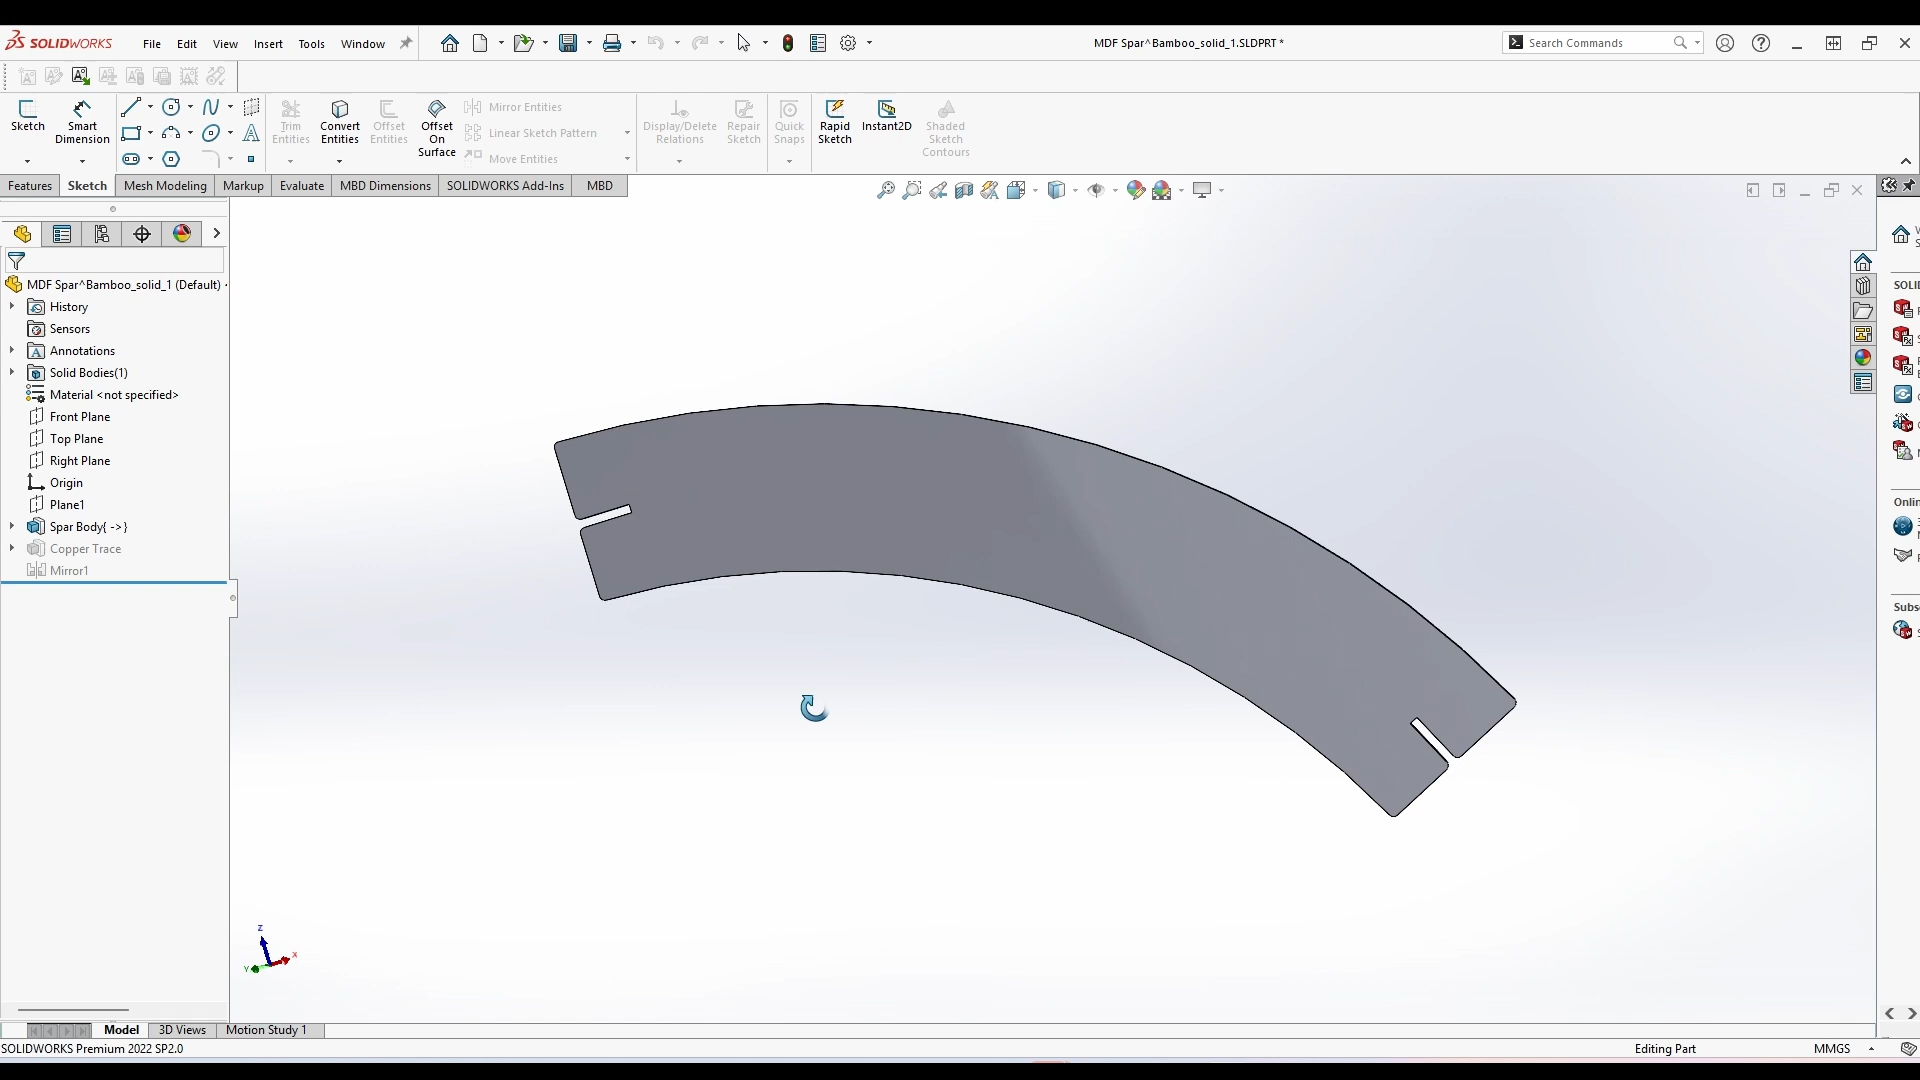 SOLIDWORKS
File Edit View Insert Tools Window
MDF Spar^Bamboo_solid_1.SLDPRT *
Search Commands
Sketch
Smart Dimension
Trim Entities
Convert Entities
Offset Entities
Offset On Surface
Mirror Entities
Linear Sketch Pattern
Move Entities
Display/Delete Relations
Repair Sketch
Quick Snaps
Rapid Sketch
Instant2D
Shaded Sketch Contours
Features Sketch Mesh Modeling Markup Evaluate MBD Dimensions SOLIDWORKS Add-Ins MBD
MDF Spar^Bamboo_solid_1 (Default)
History
Sensors
Annotations
Solid Bodies(1)
Material <not specified>
Front Plane
Top Plane
Right Plane
Origin
Plane1
Spar Body{ ->}
Copper Trace
Mirror1
SOLI
Onlin
Subs
Z
Y
X
Model 3D Views Motion Study 1
SOLIDWORKS Premium 2022 SP2.0
Editing Part
MMGS